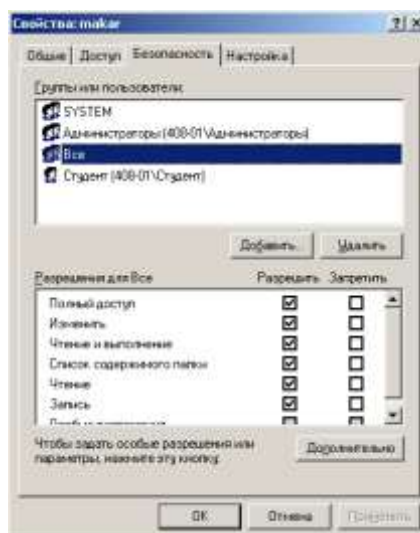 Свойства: makar
Общие Доступ Безопасность Настройка
Группы или пользователи:
SYSTEM
Администраторы (408-01\Администраторы)
Все
Студент (408-01\Студент)
Добавить... Удалить
Разрешения для Все Разрешить Запретить
Полный доступ
Изменить
Чтение и выполнение
Список содержимого папки
Чтение
Запись
Чтобы задать особые разрешения или
параметры, нажмите эту кнопку.
Дополнительно
ОК Отмена Применить